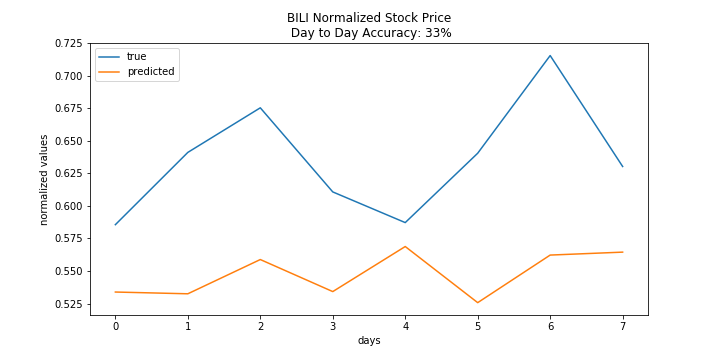 BILI Normalized Stock Price
Day to Day Accuracy: 33%
true
predicted
normalized values
0.725
0.700
0.675
0.650
0.625
0.600
0.575
0.550
0.525
0 1 2 3 4 5 6 7
days